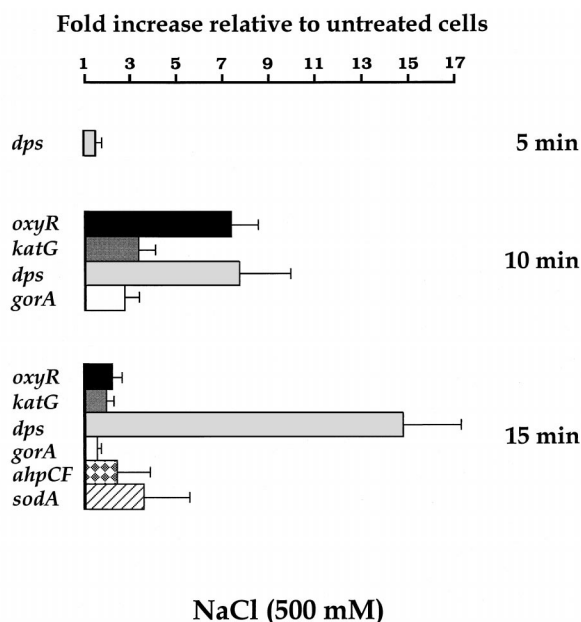 Fold increase relative to untreated cells
1 3 5 7 9 11 13 15 17
dps 5 min
oxyR
katG
dps 10 min
gorA
oxyR
katG
dps
gorA 15 min
ahpCF
sodA
NaCl (500 mM)